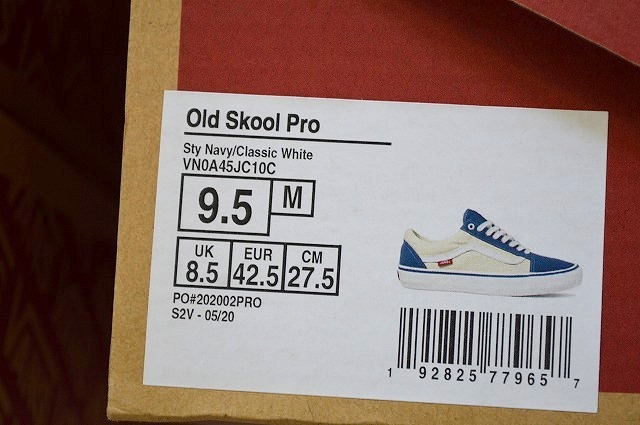 Old Skool Pro
Sty Navy/Classic White
VN0A45JC10C
9.5 M
UK EUR CM
8.5 42.5 27.5
PO#202002PRO
S2V - 05/20
1 92825 77965 7